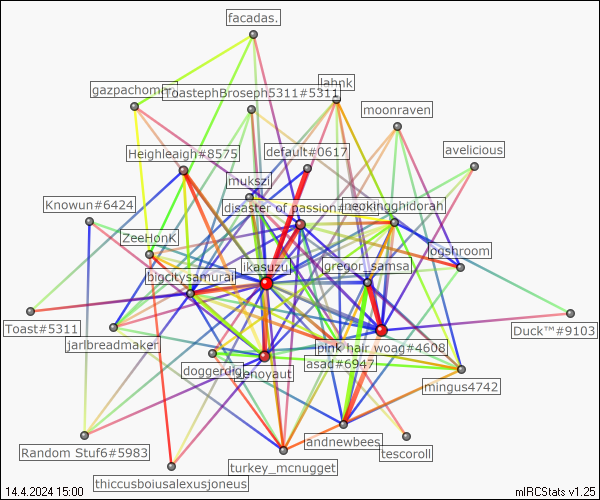 facadas.
lahnk
gazpachoman
ToastephBroseph5311#5311
moonraven
default#0617
avelicious
Heighleaigh#8575
mukszi
Knowun#6424
disaster of passion
neokingghidorah
ZeeHonk
ogshroom
ikasuzu
gregor_samsa
bigcitysamurai
Toast#5311
jarlbreadmaker
Duck™#9103
pink hair woag#4608
asad#6947
doggerdig
genoyaut
mingus4742
andnewbees
Random Stuf6#5983
tescoroll
turkey_mcnugget
thiccusboiusalexusjoneus
14.4.2024 15:00
mIRCStats v1.25